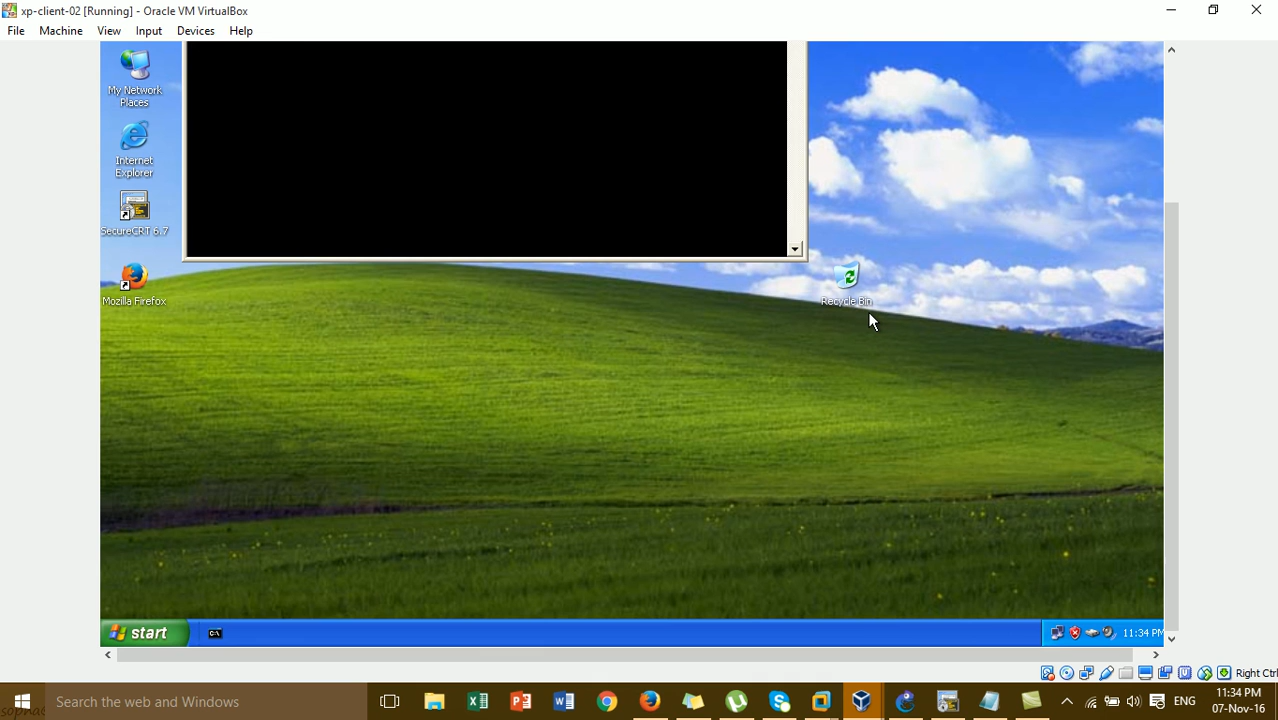 xp-client-02 [Running] - Oracle VM VirtualBox
File Machine View Input Devices Help
My Network
Places
Internet
Explorer
SecureCRT 6.7
Mozilla Firefox
Recycle Bin
start
C:\
11:34 PM
Right Ctrl
Search the web and Windows
ENG
11:34 PM
07-Nov-16